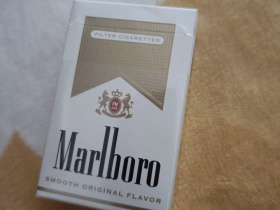 FILTER CIGARETTES
Marlboro
SMOOTH ORIGINAL FLAVOR